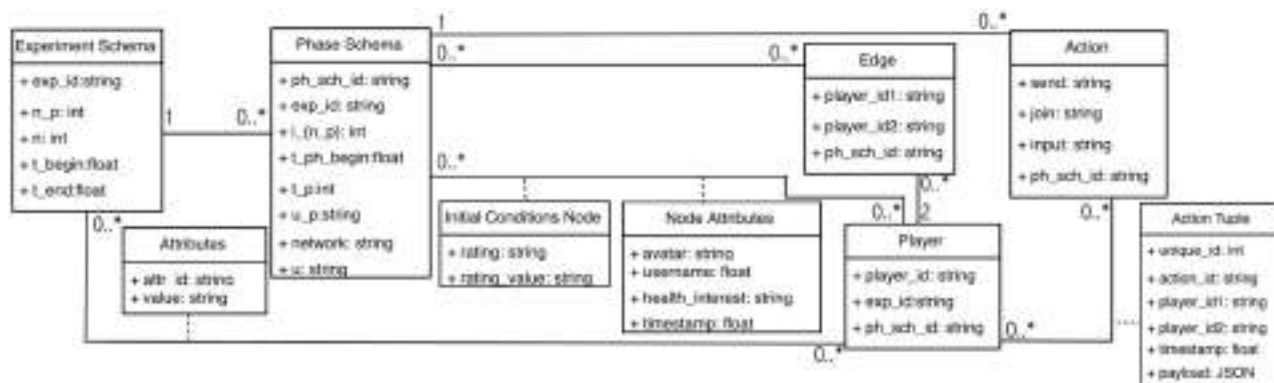 Experiment Schema
+ exp_id:string
+ n_p: int
+ n: int
+ t_begin:float
+ t_end:float
1
0..*
0..*
Phase Schema
+ ph_sch_id: string
+ exp_id: string
+ t_ph_begin:float
+ t_p:int
+ u_p:string
+ network: string
+ u: string
1
0..*
0..*
0..*
0..*
Edge
+ player_id1: string
+ player_id2: string
+ ph_sch_id: string
0..*
2
0..*
Action
+ send: string
+ join: string
+ input: string
+ ph_sch_id: string
0..*
Attributes
+ attr_id: string
+ value: string
Initial Conditions Node
+ rating: string
+ rating_value: string
Node Attributes
+ avatar: string
+ username: float
+ health_interest: string
+ timestamp: float
Player
+ player_id: string
+ exp_id:string
+ ph_sch_id: string
0..*
0..*
Action Tuple
+ unique_id: int
+ action_id: string
+ player_id1: string
+ player_id2: string
+ timestamp: float
+ payload: JSON